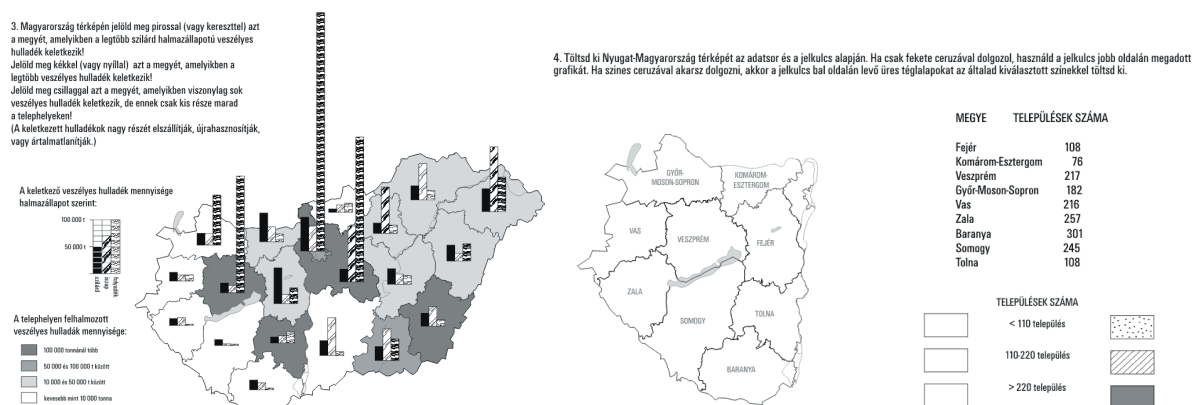 3. Magyarország térképén jelöld meg pirossal (vagy kereszttel) azt
a megyét, amelyikben a legtöbb szilárd halmazállapotú veszélyes
hulladék keletkezik!
Jelöld meg kékkel (vagy nyíllal) azt a megyét, amelyikben a
legtöbb veszélyes hulladék keletkezik!
Jelöld meg csillaggal azt a megyét, amelyikben viszonylag sok
veszélyes hulladék keletkezik, de ennek csak kis része marad
a telephelyeken!
(A keletkezett hulladékok nagy részét elszállítják, újrahasznosítják,
vagy ártalmatlanítják.)
A keletkező veszélyes hulladék mennyisége
halmazállapot szerint:
100 000 t
50 000 t
szilárd
iszap
folyadék
A telephelyen felhalmozott
veszélyes hulladák mennyisége:
100 000 tonnánál több
50 000 és 100 000 t között
10 000 és 50 000 t között
kevesebb mint 10 000 tonna
4. Töltsd ki Nyugat-Magyarország térképét az adatsor és a jelkulcs alapján. Ha csak fekete ceruzával dolgozol, használd a jelkulcs jobb oldalán megadott
grafikát. Ha szines ceruzával akarsz dolgozni, akkor a jelkulcs bal oldalán levő üres téglalapokat az általad kiválasztott színekkel töltsd ki.
GYŐR-
MOSON-SOPRON
KOMÁROM-
ESZTERGOM
VAS
VESZPRÉM
FEJÉR
ZALA
SOMOGY
TOLNA
BARANYA
MEGYE TELEPÜLÉSEK SZÁMA
Fejér 108
Komárom-Esztergom 76
Veszprém 217
Győr-Moson-Sopron 182
Vas 216
Zala 257
Baranya 301
Somogy 245
Tolna 108
TELEPÜLÉSEK SZÁMA
< 110 település
110-220 település
> 220 település